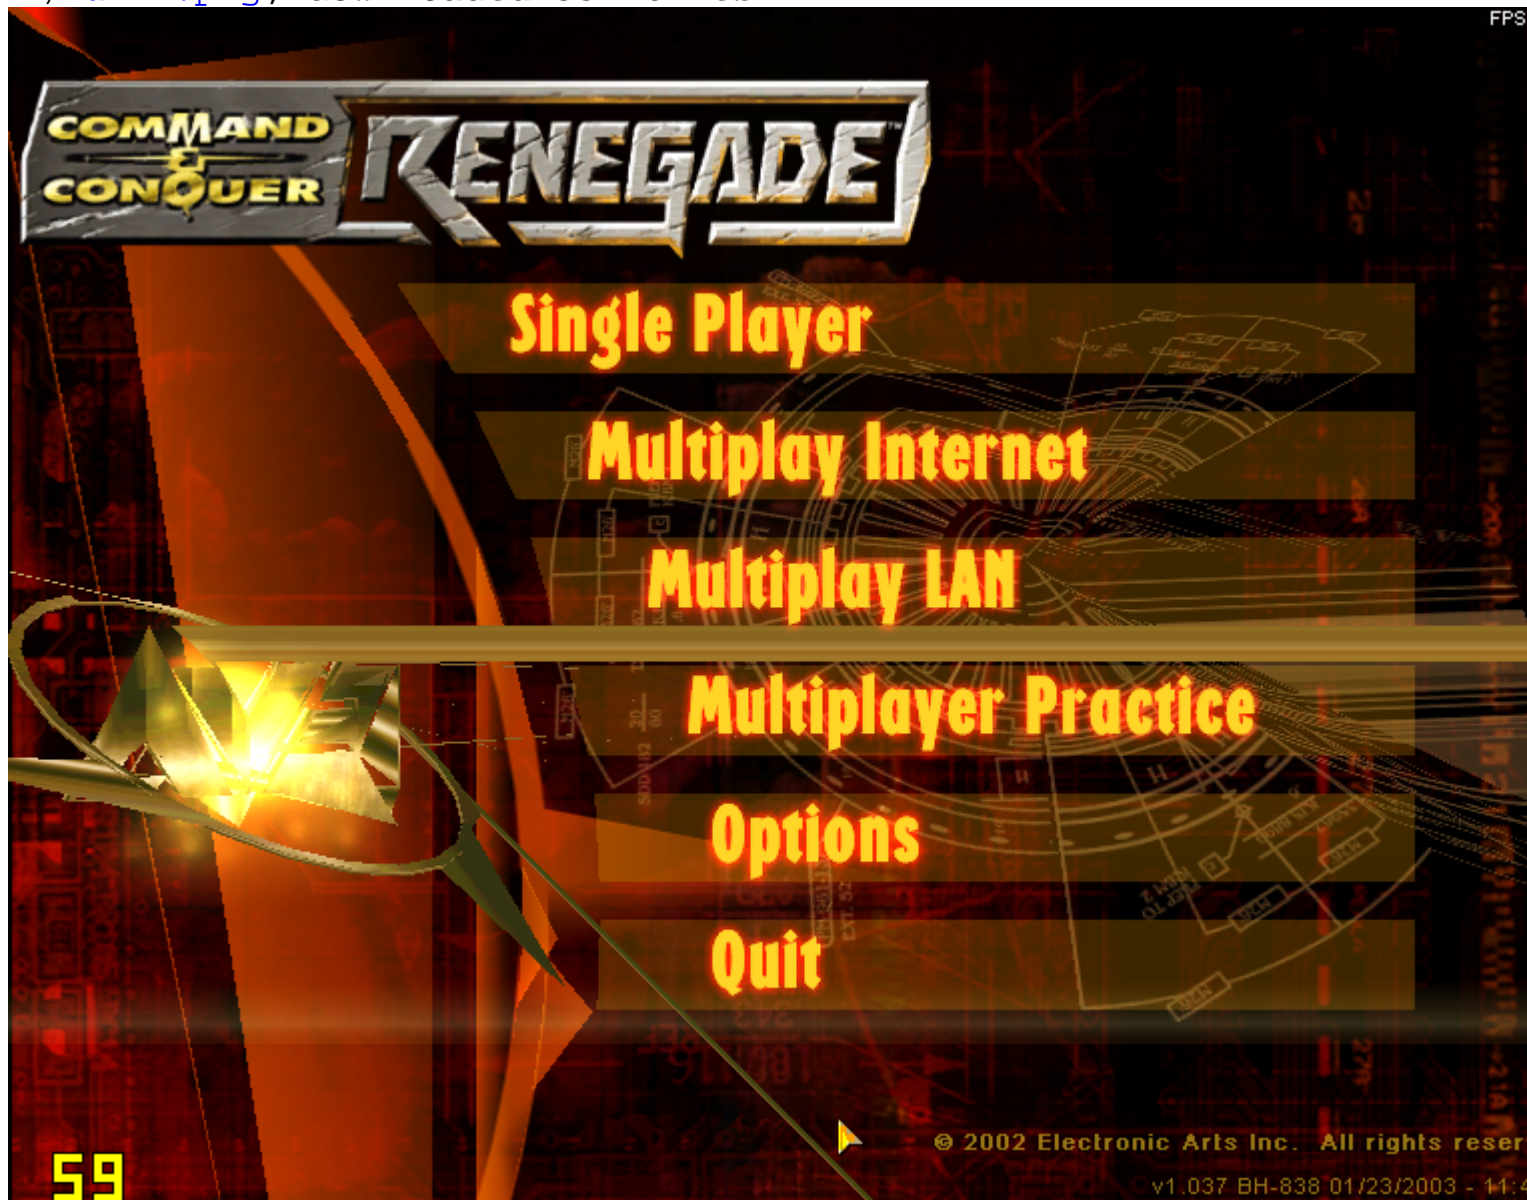 FPS
COMMAND
&
CONQUER
RENEGADE™
Single Player
Multiplay Internet
Multiplay LAN
Multiplayer Practice
Options
Quit
© 2002 Electronic Arts Inc. All rights reser
59
v1.037 BH-838 01/23/2003 - 11:4